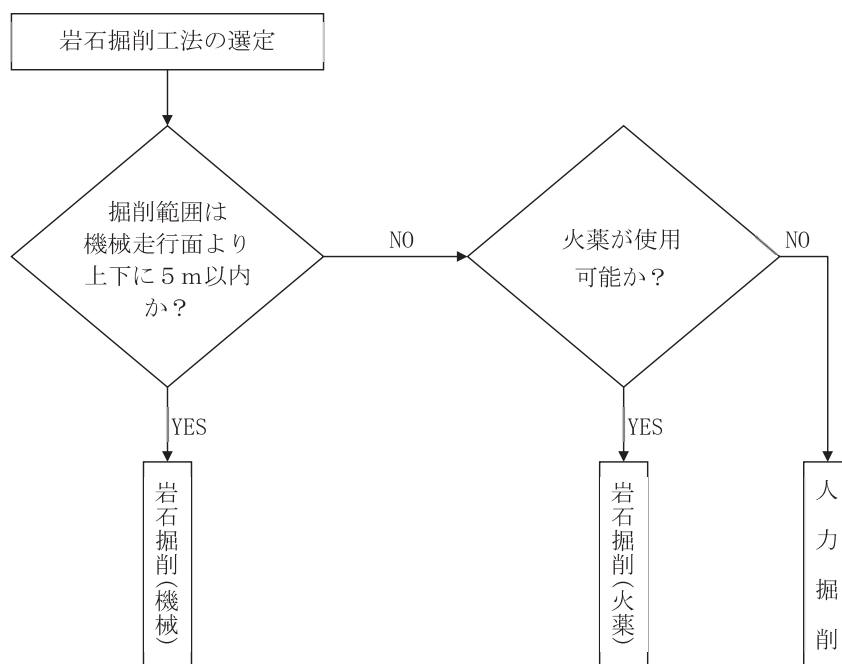 岩石掘削工法の選定
掘削範囲は
機械走行面より
上下に５ｍ以内
か？
NO
火薬が使用
可能か？
NO
YES
YES
岩石掘削(機械)
岩石掘削(火薬)
人力掘削